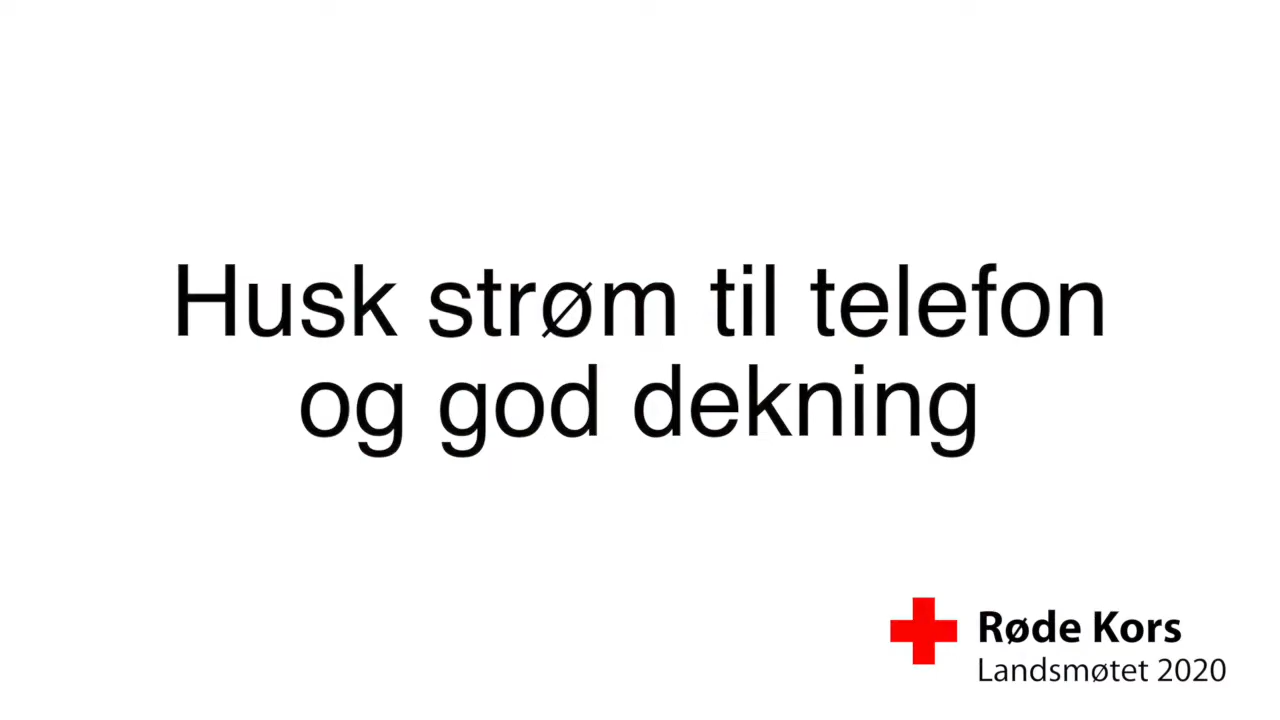 Husk strøm til telefon
og god dekning
Røde Kors
Landsmøtet 2020